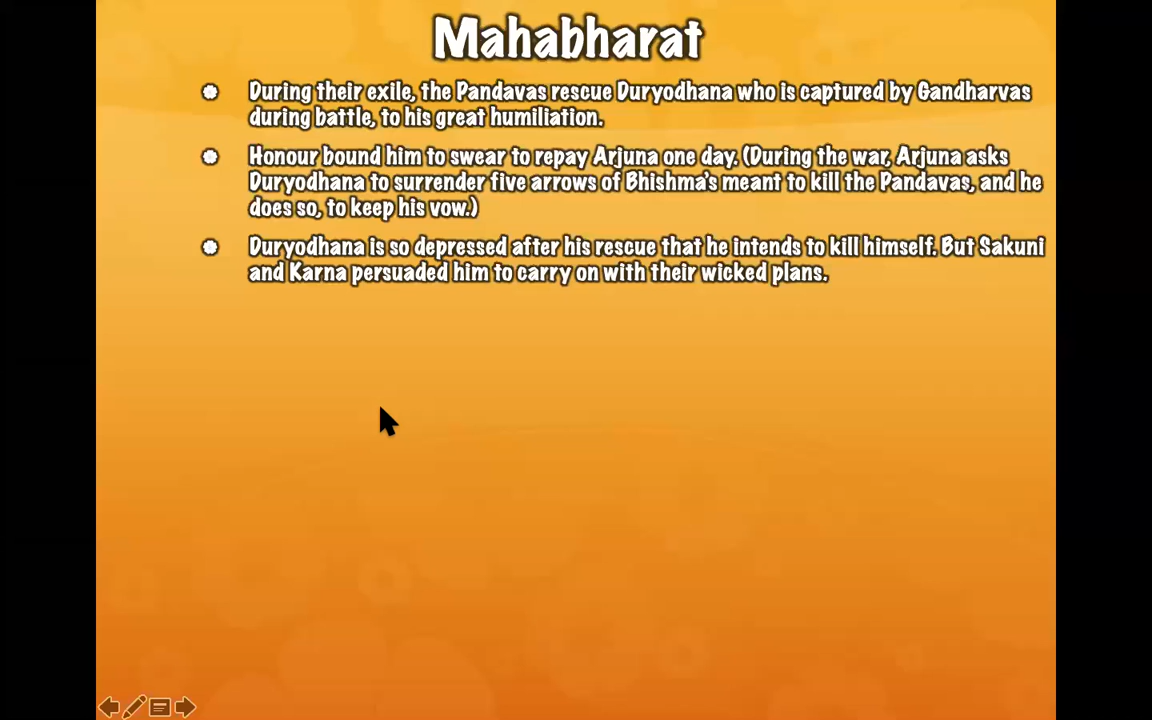 Mahabharat
During their exile, the Pandavas rescue Duryodhana who is captured by Gandharvas
during battle, to his great humiliation.
Honour bound him to swear to repay Arjuna one day. (During the war, Arjuna asks
Duryodhana to surrender five arrows of Bhishma's meant to kill the Pandavas, and he
does so, to keep his vow.)
Duryodhana is so depressed after his rescue that he intends to kill himself. But Sakuni
and Karna persuaded him to carry on with their wicked plans.